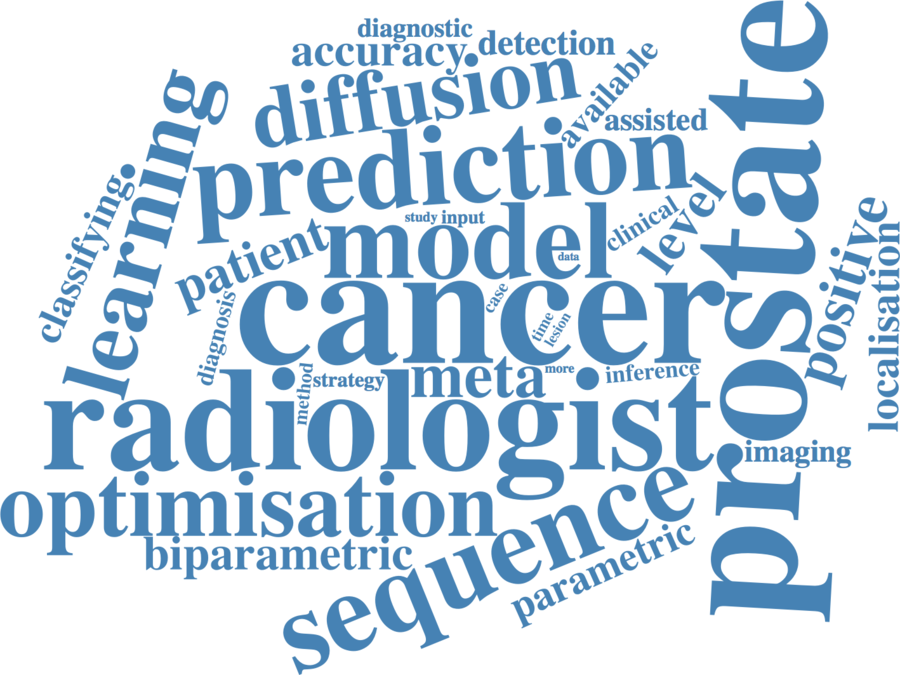 diagnostic
accuracy
detection
diffusion
available
assisted
prostate
learning
classifying
prediction
study
input
model
data
clinical
level
patient
positive
localisation
cancer
case
time
lesion
diagnosis
method
strategy
meta
more
inference
radiologist
imaging
optimisation
sequence
biparametric
parametric